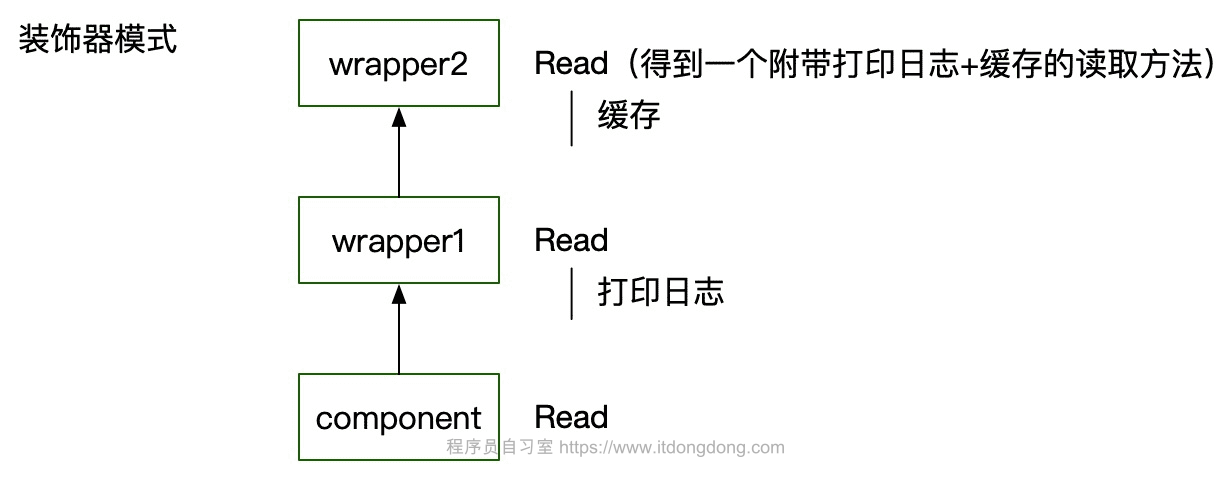 装饰器模式
wrapper2
Read（得到一个附带打印日志+缓存的读取方法）
缓存
wrapper1
Read
打印日志
component
Read
程序员自习室 https://www.itdongdong.com